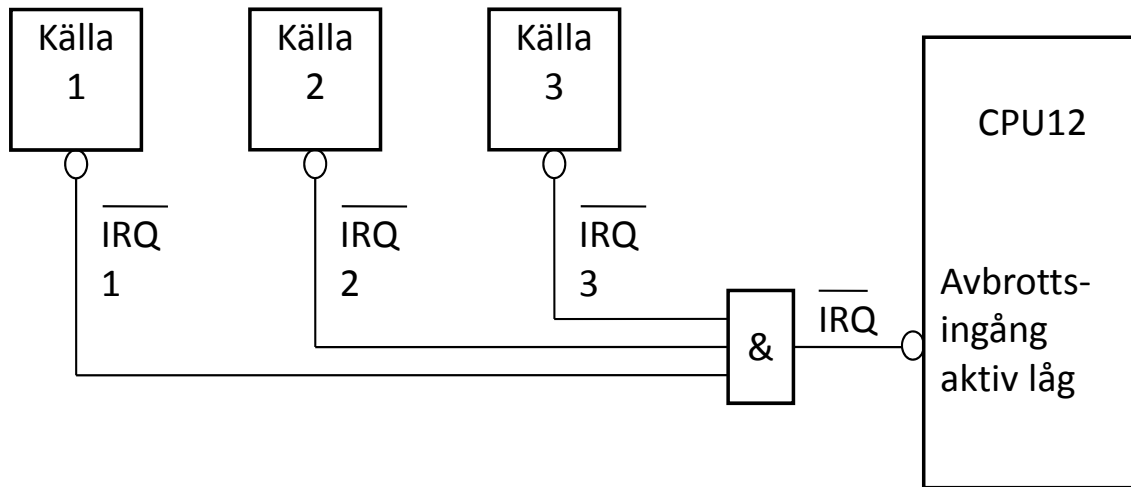 Källa
1
Källa
2
Källa
3
CPU12
IRQ
1
IRQ
2
IRQ
3
&
IRQ
Avbrotts-
ingång
aktiv låg